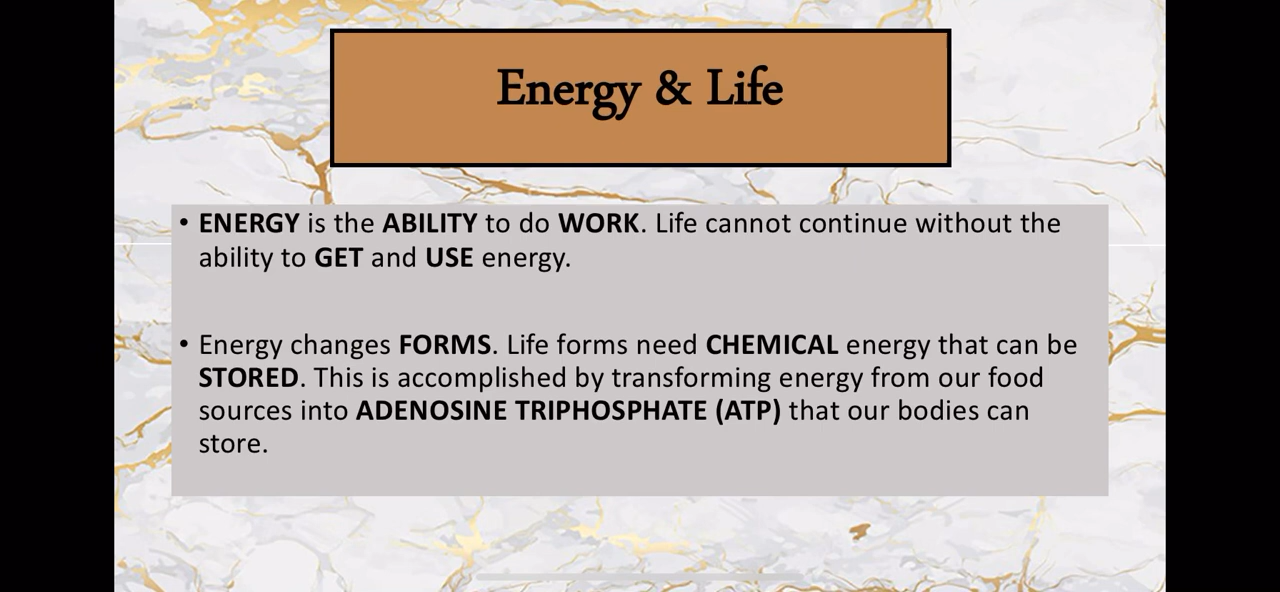 Energy & Life
• ENERGY is the ABILITY to do WORK. Life cannot continue without the
ability to GET and USE energy.
• Energy changes FORMS. Life forms need CHEMICAL energy that can be
STORED. This is accomplished by transforming energy from our food
sources into ADENOSINE TRIPHOSPHATE (ATP) that our bodies can
store.